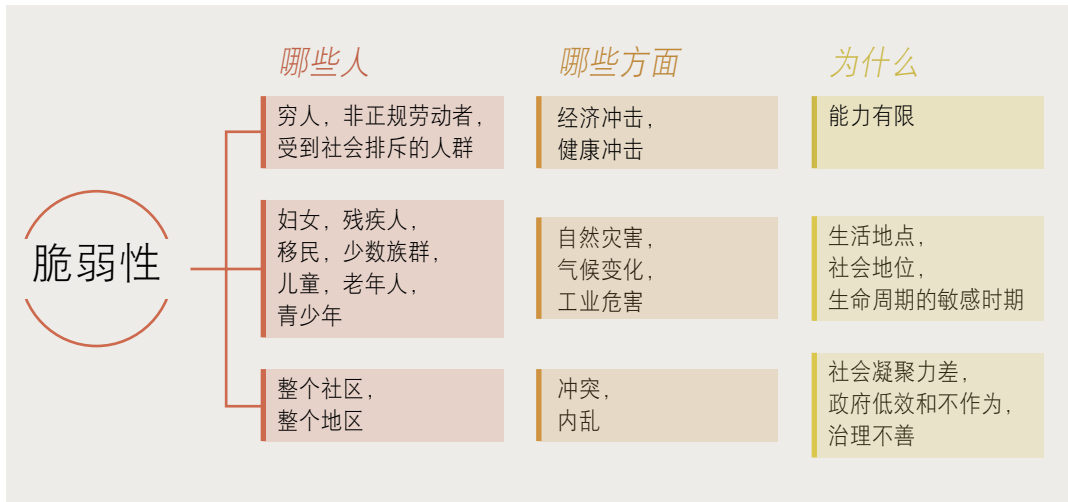 哪些人
哪些方面
为什么
脆弱性
穷人，非正规劳动者，
受到社会排斥的人群
经济冲击，
健康冲击
能力有限
妇女，残疾人，
移民，少数族群，
儿童，老年人，
青少年
自然灾害，
气候变化，
工业危害
生活地点，
社会地位，
生命周期的敏感时期
整个社区，
整个地区
冲突，
内乱
社会凝聚力差，
政府低效和不作为，
治理不善